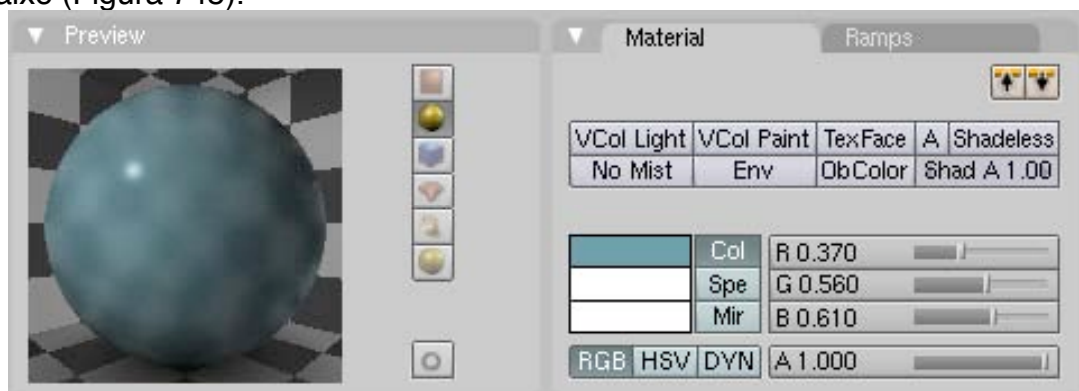 (Figura
Preview
Material Ramps
VCol Light VCol Paint TexFace A Shadeless
No Mist Env ObColor Shad A 1.00
Col R 0.370
Spe G 0.560
Mir B 0.610
RGB HSV DYN A 1.000